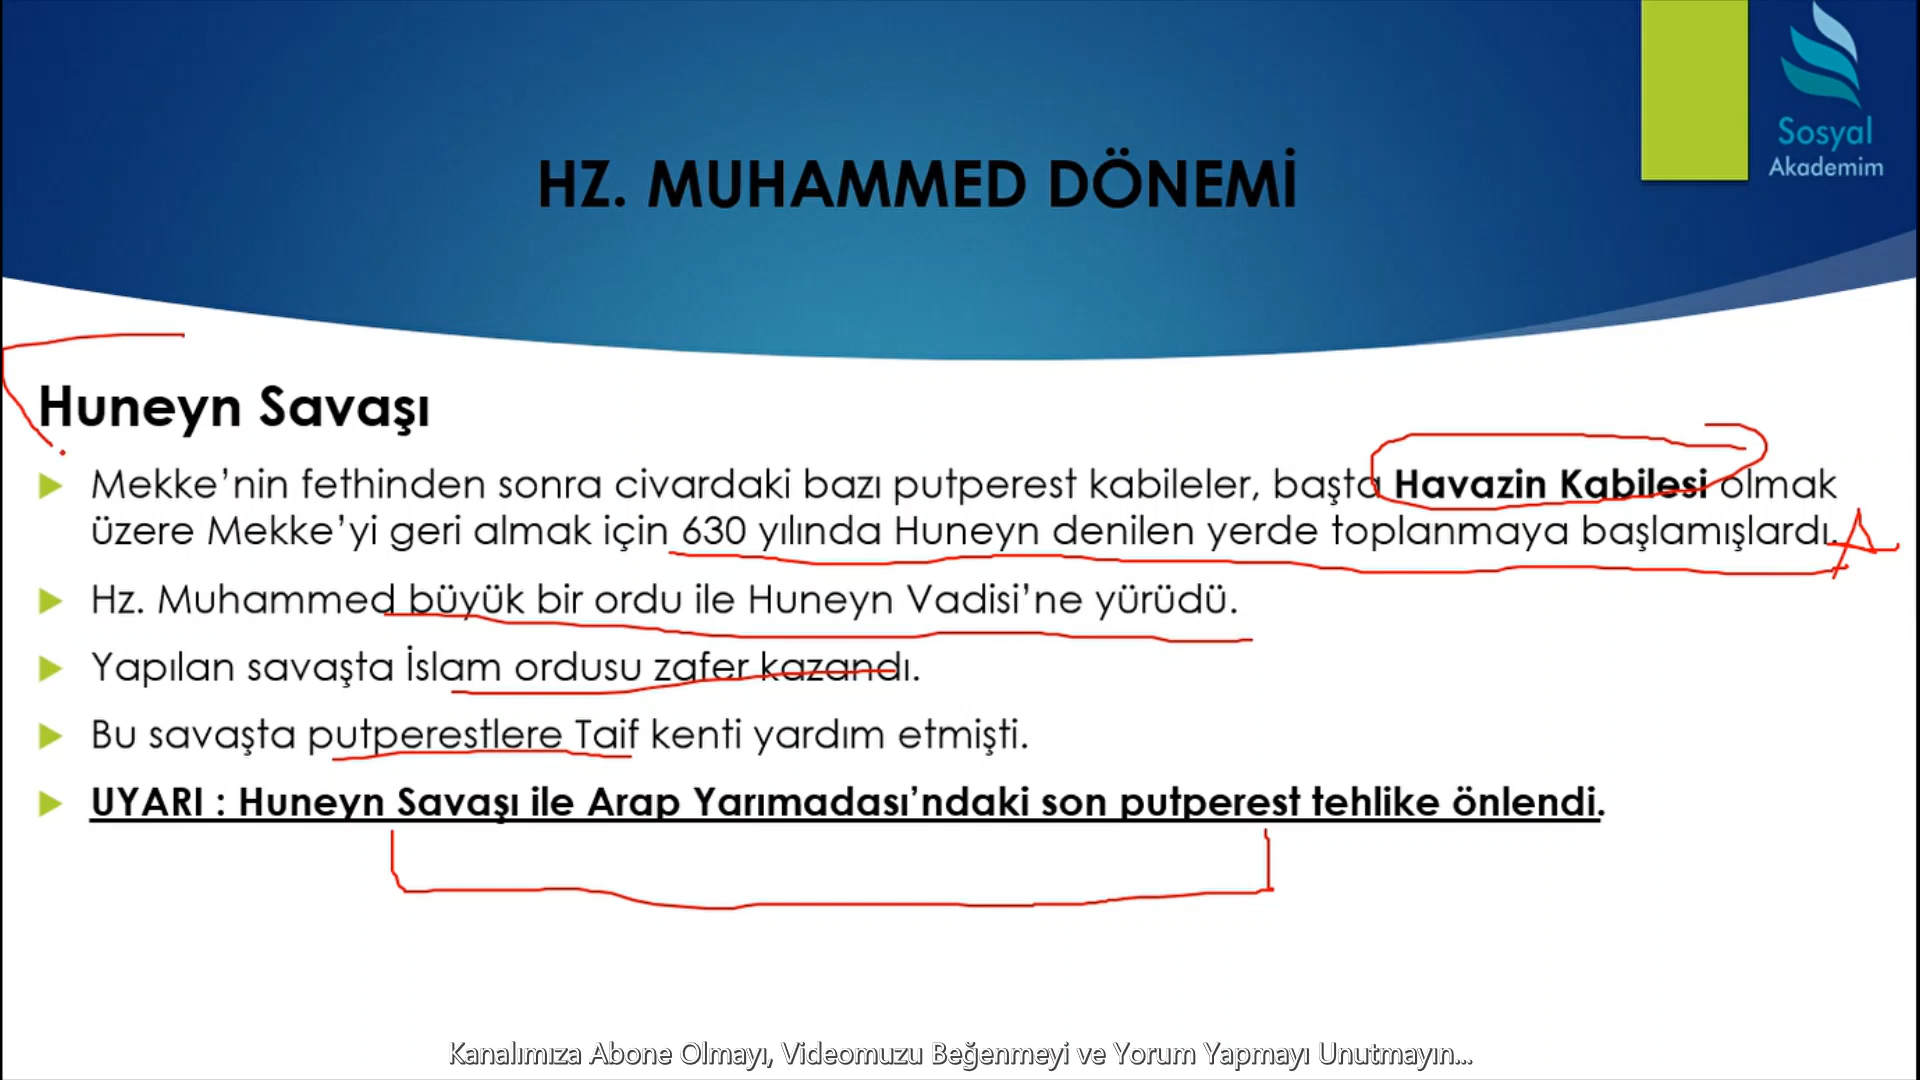 Sosyal
Akademim
HZ. MUHAMMED DÖNEMİ
Huneyn Savaşı
Mekke’nin fethinden sonra civardaki bazı putperest kabileler, başta Havazin Kabilesi olmak
üzere Mekke’yi geri almak için 630 yılında Huneyn denilen yerde toplanmaya başlamışlardı.
Hz. Muhammed büyük bir ordu ile Huneyn Vadisi’ne yürüdü.
Yapılan savaşta İslam ordusu zafer kazandı.
Bu savaşta putperestlere Taif kenti yardım etmişti.
UYARI : Huneyn Savaşı ile Arap Yarımadası’ndaki son putperest tehlike önlendi.
Kanalımıza Abone Olmayı, Videomuzu Beğenmeyi ve Yorum Yapmayı Unutmayın...